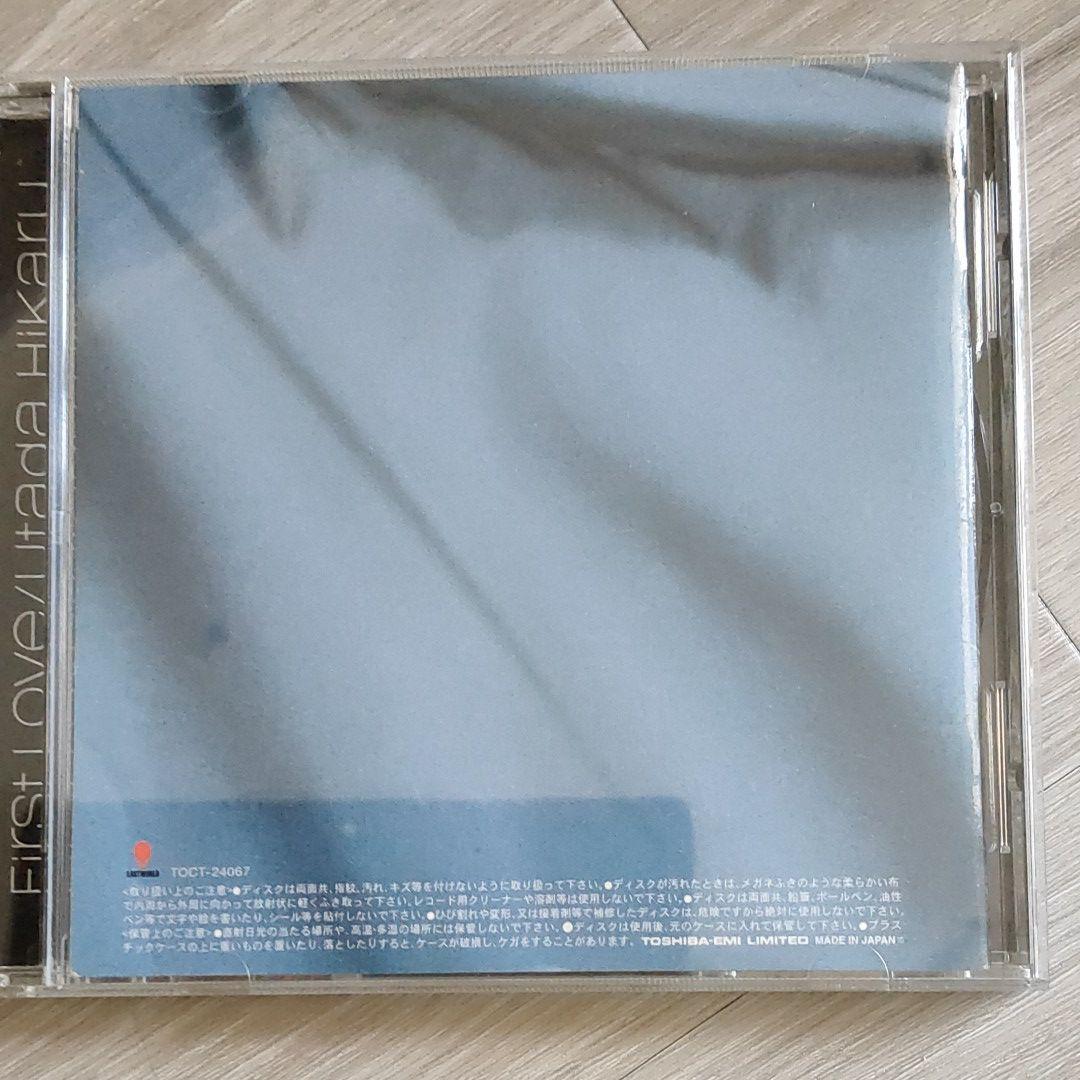 First Love/Utada Hikaru
EASTWORLD
TOCT-24067
<取り扱い上のご注意>●ディスクは両面共、指紋、汚れ、キズ等を付けないように取り扱って下さい。●ディスクが汚れたときは、メガネふきのような柔らかい布
で内周から外周に向かって放射状に軽くふき取って下さい。レコード用クリーナーや溶剤等は使用しないで下さい。●ディスクは両面共、鉛筆、ボールペン、油性
ペン等で文字や絵を書いたり、シール等を貼付しないで下さい。●ひび割れや変形、又は接着剤等で補修したディスクは、危険ですから絶対に使用しないで下さい。
<保管上のご注意>●直射日光の当たる場所や、高温・多湿の場所には保管しないで下さい。●ディスクは使用後、元のケースに入れて保管して下さい。●プラス
チックケースの上に重いものを置いたり、落としたりすると、ケースが破損し、ケガをすることがあります。TOSHIBA-EMI LIMITED MADE IN JAPAN